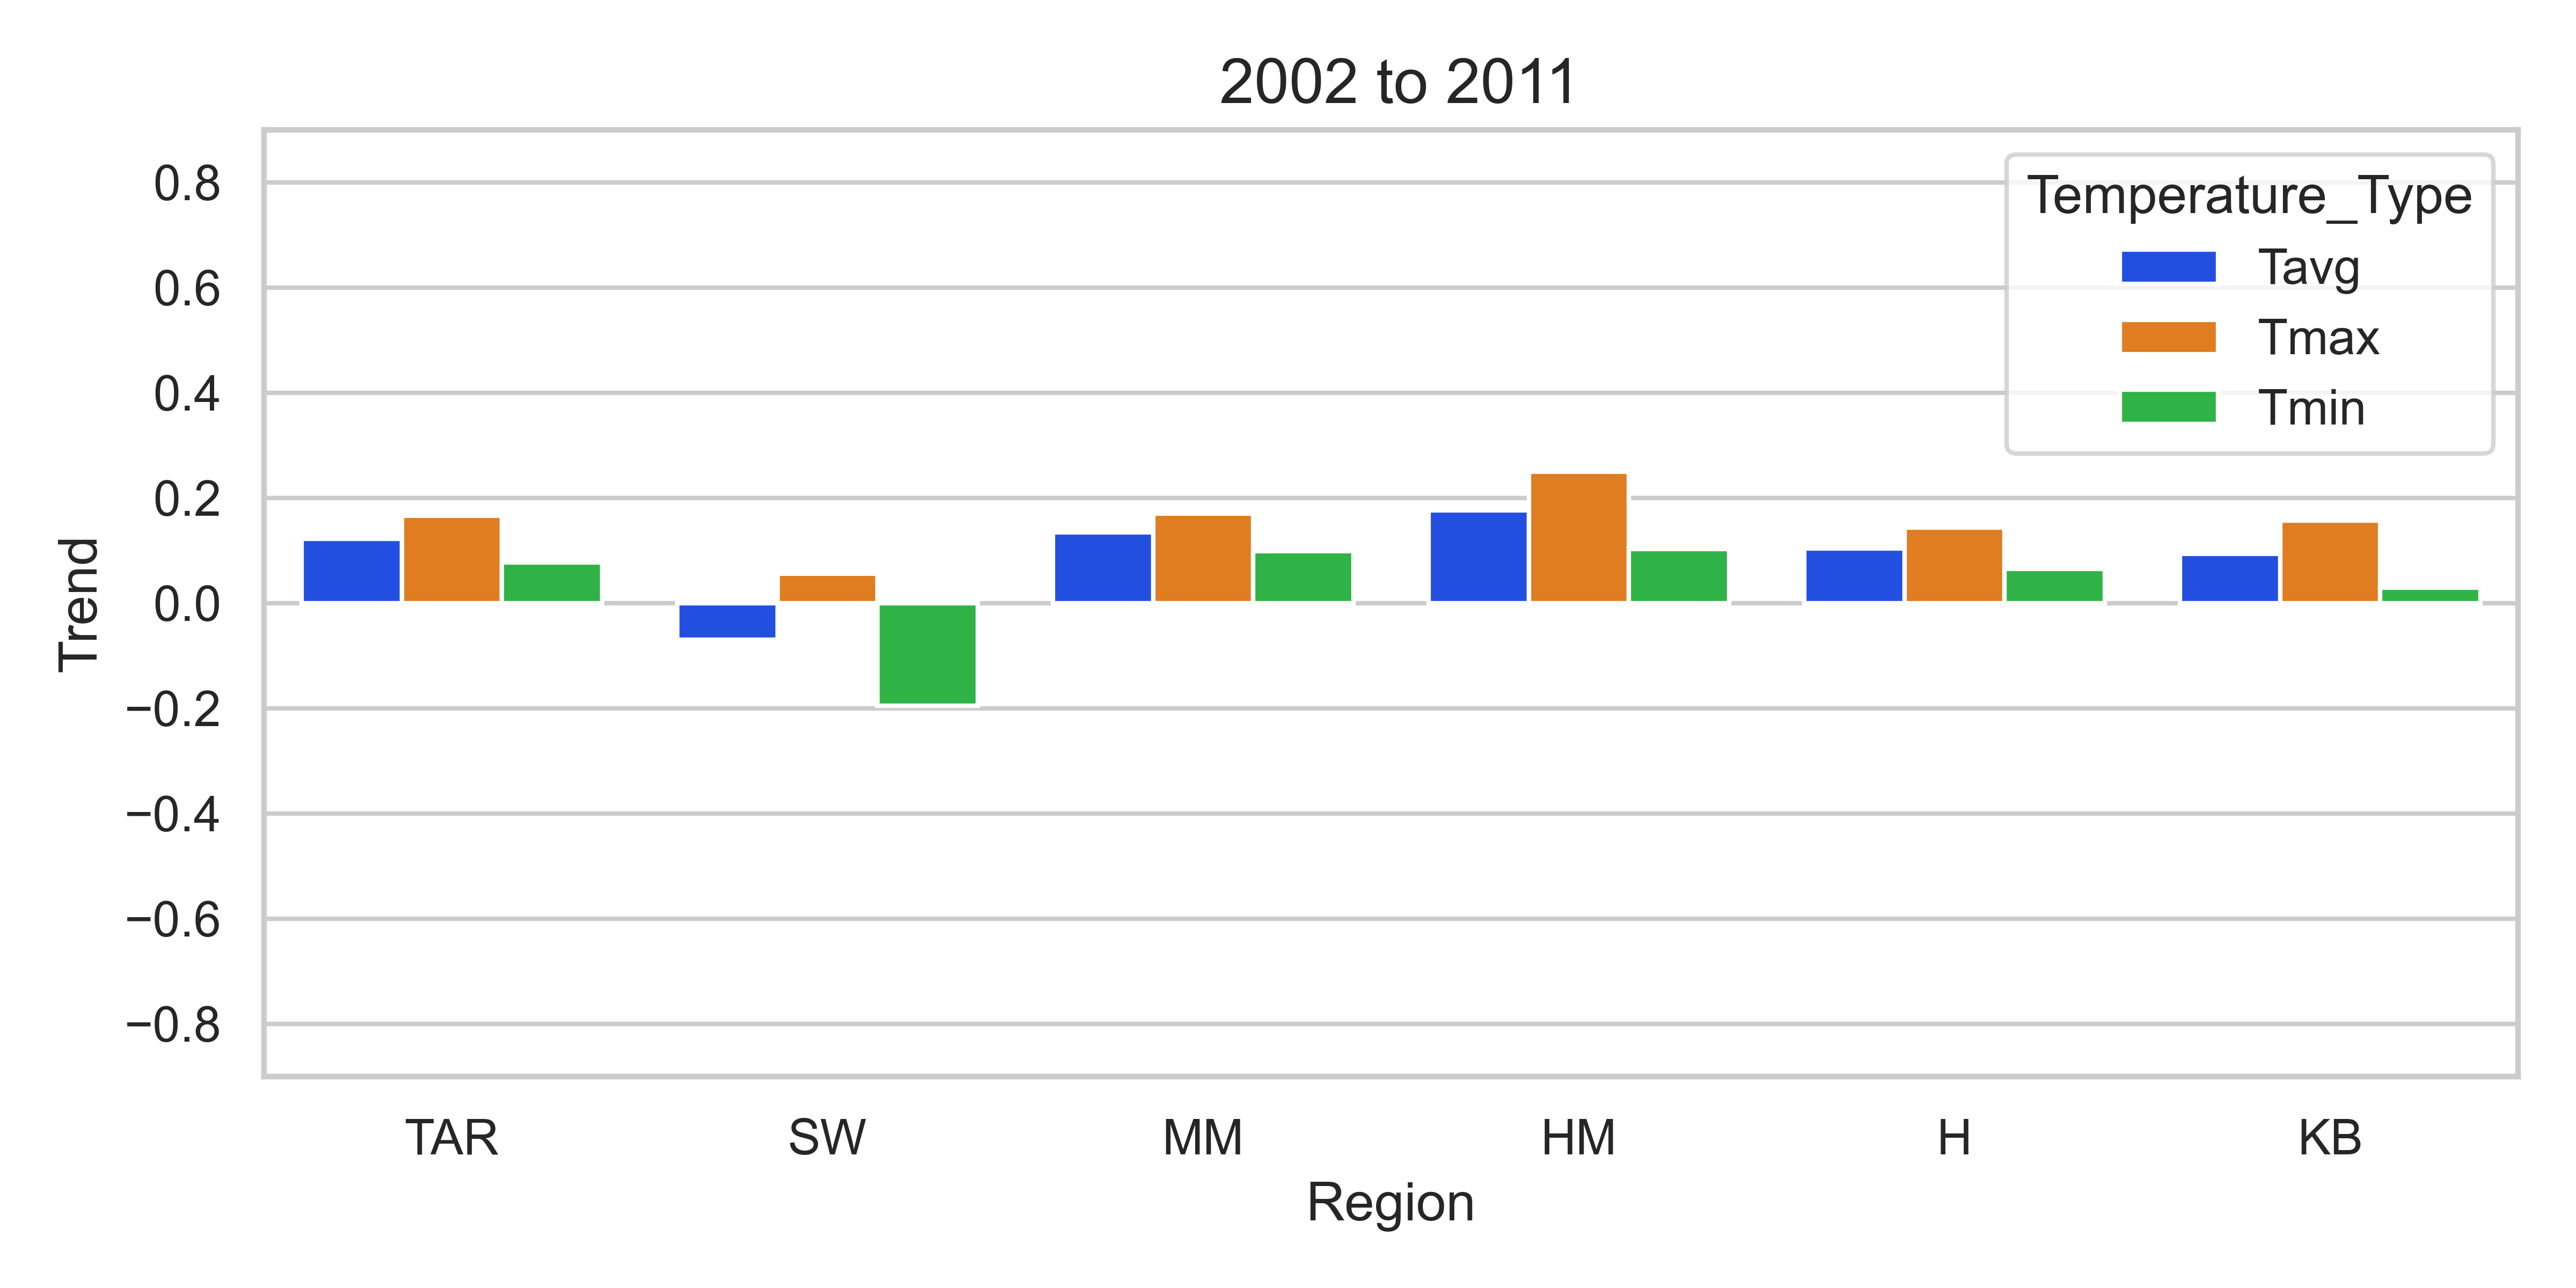 2002 to 2011
Temperature_Type
Tavg
Tmax
Tmin
0.8
0.6
0.4
0.2
0.0
−0.2
−0.4
−0.6
−0.8
Trend
TAR SW MM HM H KB
Region